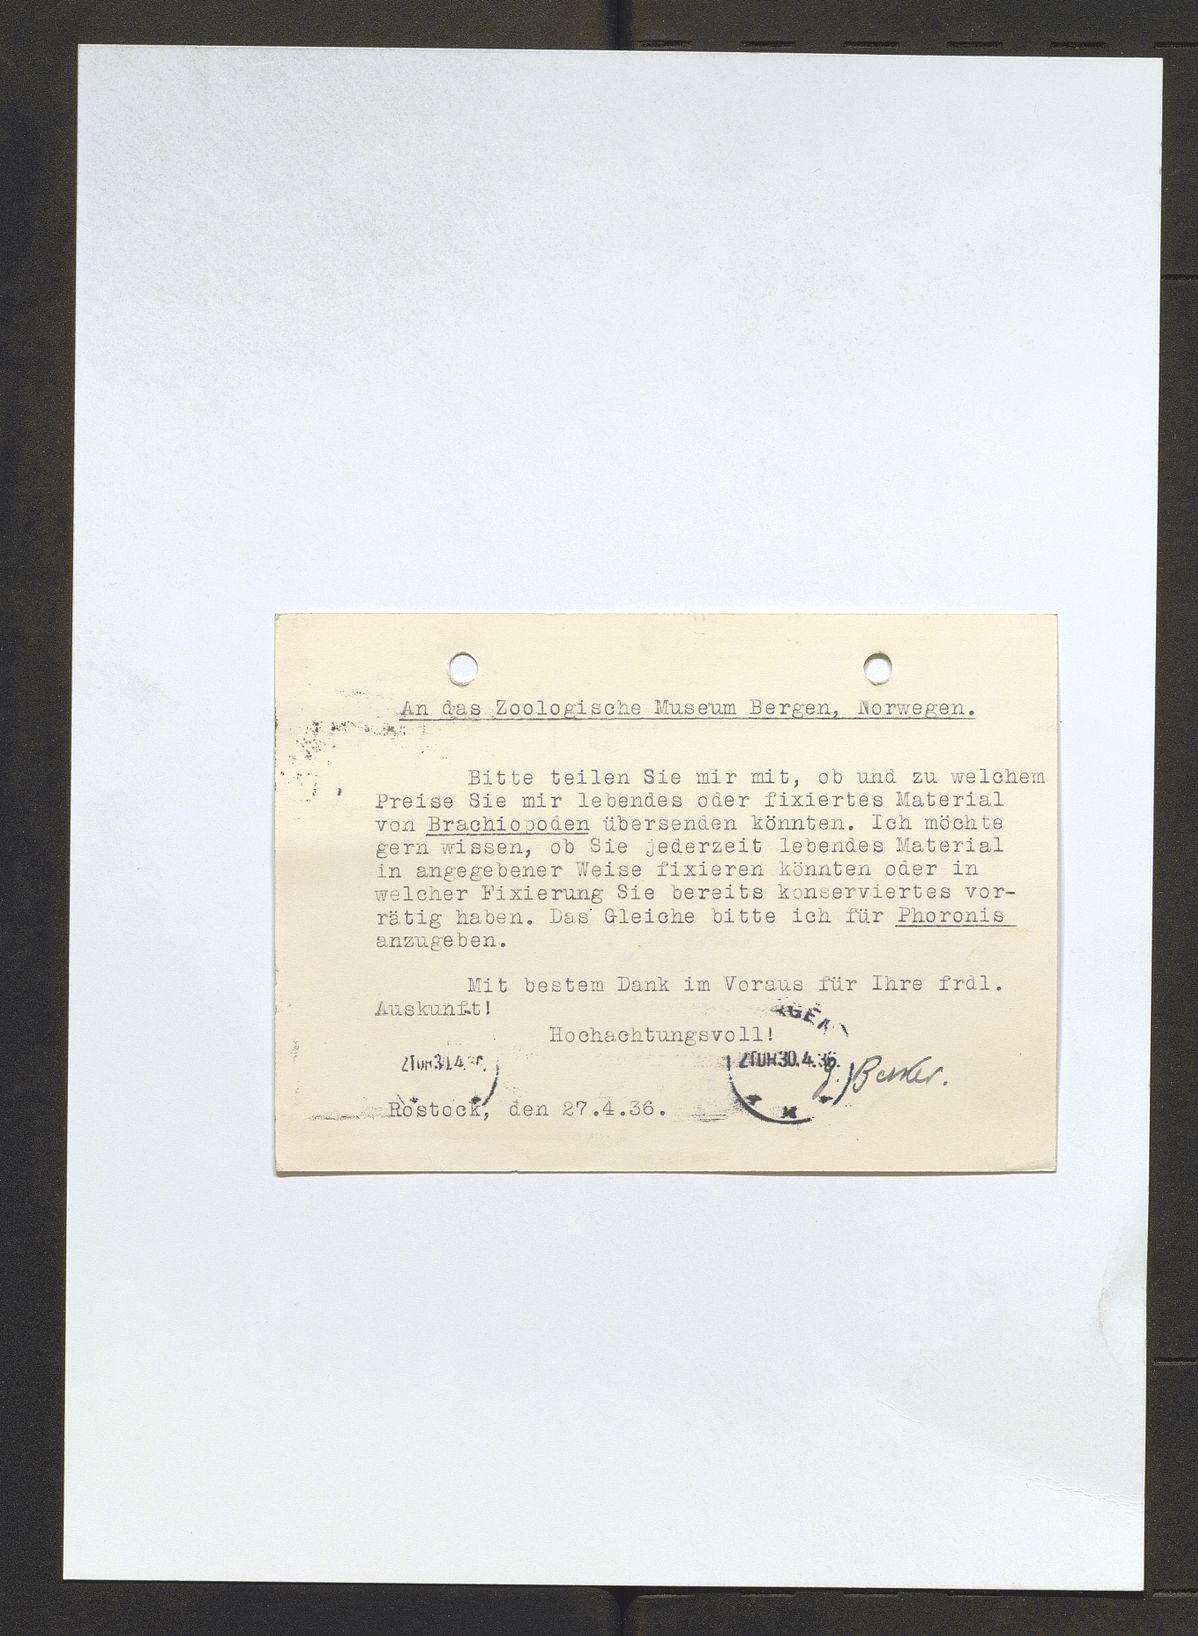 An das Zoologische Museum Bergen, Norwegen.
Bitte teilen Sie mir mit, ob und zu welchem
Preise Sie mir lebendes oder fixiertes Material
von Brachiopoden übersenden könnten. Ich möchte
gern wissen, ob Sie jederzeit lebendes Material
in angegebener Weise fixieren könnten oder in
welcher Fixierung Sie bereits konserviertes vor-
rätig haben. Das Gleiche bitte ich für Phoronis
anzugeben.
Mit bestem Dank im Voraus für Ihre frdl.
Auskunft!
Hochachtungsvoll!
30.4.36.
Rostock, den 27.4.36.